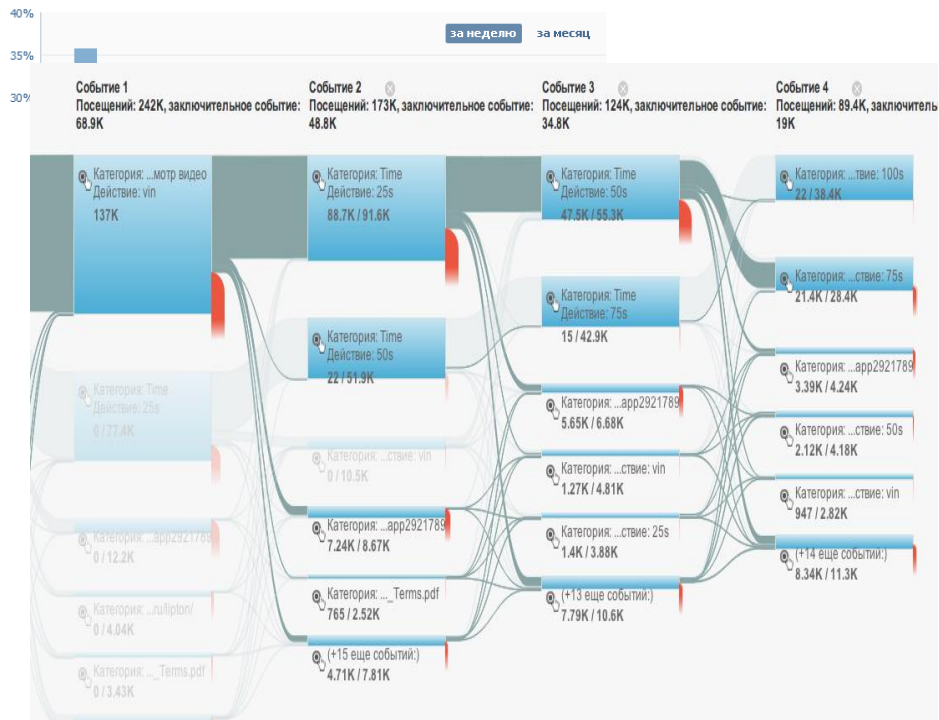 40%
за неделю за месяц
35%
30%
Событие 1
Посещений: 242K, заключительное событие:
68.9K
Событие 2
Посещений: 173K, заключительное событие:
48.8K
Событие 3
Посещений: 124K, заключительное событие:
34.8K
Событие 4
Посещений: 89.4K, заключитель
19K
Категория: ...мотр видео
Действие: vin
137K
Категория: Time
Действие: 25s
0 / 77.4K
Категория: ...app2921789
0 / 12.2K
Категория: ...ru/lipton/
0 / 4.04K
Категория: ..._Terms.pdf
0 / 3.43K
Категория: Time
Действие: 25s
88.7K / 91.6K
Категория: Time
Действие: 50s
22 / 51.9K
Категория: ...ствие: vin
0 / 10.5K
Категория: ...app2921789
7.24K / 8.67K
Категория: ..._Terms.pdf
765 / 2.52K
(+15 еще событий:)
4.71K / 7.81K
Категория: Time
Действие: 50s
47.5K / 55.3K
Категория: Time
Действие: 75s
15 / 42.9K
Категория: ...app2921789
5.65K / 6.68K
Категория: ...ствие: vin
1.27K / 4.81K
Категория: ...ствие: 25s
1.4K / 3.88K
(+13 еще событий:)
7.79K / 10.6K
Категория: ...твие: 100s
22 / 38.4K
Категория: ...ствие: 75s
21.4K / 28.4K
Категория: ...app2921789
3.39K / 4.24K
Категория: ...ствие: 50s
2.12K / 4.18K
Категория: ...ствие: vin
947 / 2.82K
(+14 еще событий:)
8.34K / 11.3K